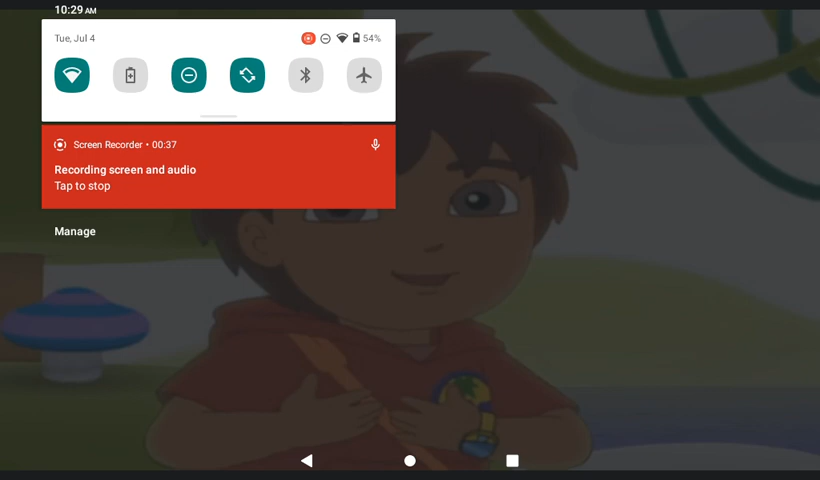 10:29 AM
Tue, Jul 4
54%
Screen Recorder • 00:37
Recording screen and audio
Tap to stop
Manage